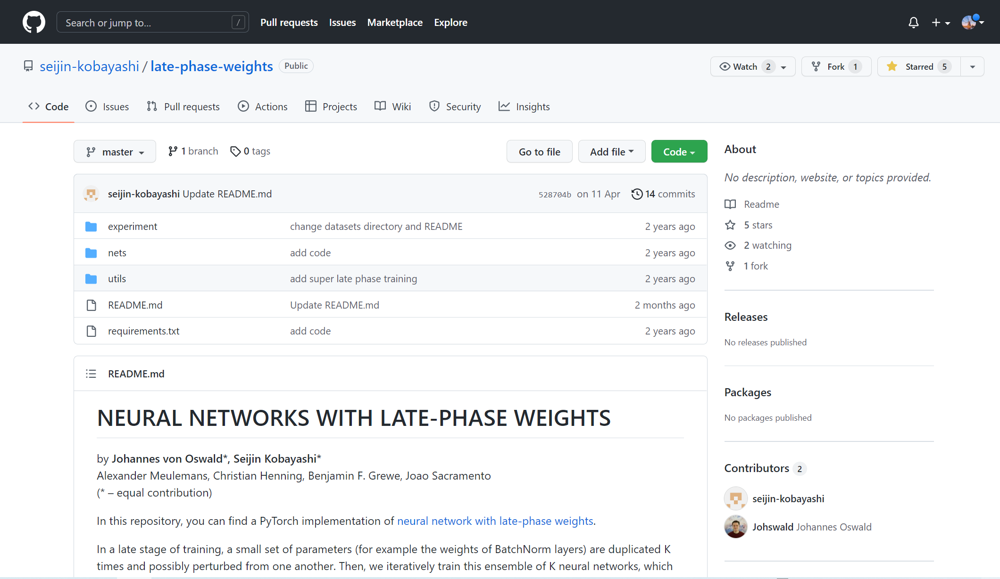 Search or jump to... /
Pull requests Issues Marketplace Explore
seijin-kobayashi / late-phase-weights Public
Watch 2 Fork 1 Starred 5
Code Issues Pull requests Actions Projects Wiki Security Insights
master 1 branch 0 tags Go to file Add file Code
seijin-kobayashi Update README.md 528704b on 11 Apr 14 commits
experiment change datasets directory and README 2 years ago
nets add code 2 years ago
utils add super late phase training 2 years ago
README.md Update README.md 2 months ago
requirements.txt add code 2 years ago
README.md
NEURAL NETWORKS WITH LATE-PHASE WEIGHTS
by Johannes von Oswald*, Seijin Kobayashi*
Alexander Meulemans, Christian Henning, Benjamin F. Grewe, Joao Sacramento
(* – equal contribution)
In this repository, you can find a PyTorch implementation of neural network with late-phase weights.
In a late stage of training, a small set of parameters (for example the weights of BatchNorm layers) are duplicated K
times and possibly perturbed from one another. Then, we iteratively train this ensemble of K neural networks, which
About
No description, website, or topics provided.
Readme
5 stars
2 watching
1 fork
Releases
No releases published
Packages
No packages published
Contributors 2
seijin-kobayashi
Johswald Johannes Oswald